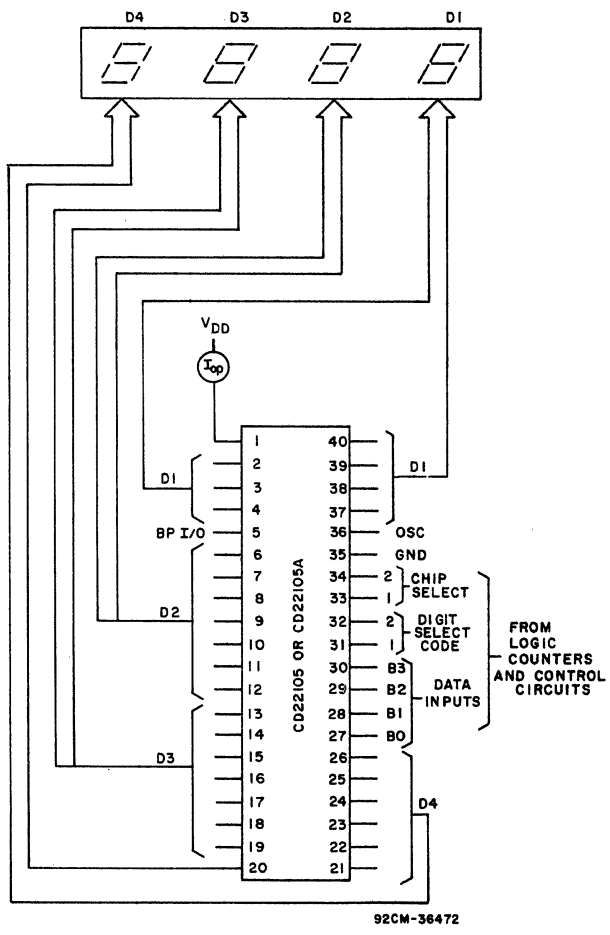 D4 D3 D2 D1
VDD
Iop
1 40
D1 2 39 D1
3 38
4 37
BP I/O 5 36 OSC
6 35 GND
7 34 2 CHIP
8 33 1 SELECT
D2 9 32 2 DIGIT
10 31 1 SELECT
CODE
11 30 B3
12 29 B2 DATA
13 28 B1 INPUTS
14 27 B0
FROM
LOGIC
COUNTERS
AND CONTROL
CIRCUITS
D3 15 26
16 25
17 24 D4
18 23
19 22
20 21
CD22105 OR CD22105A
92CM-36472